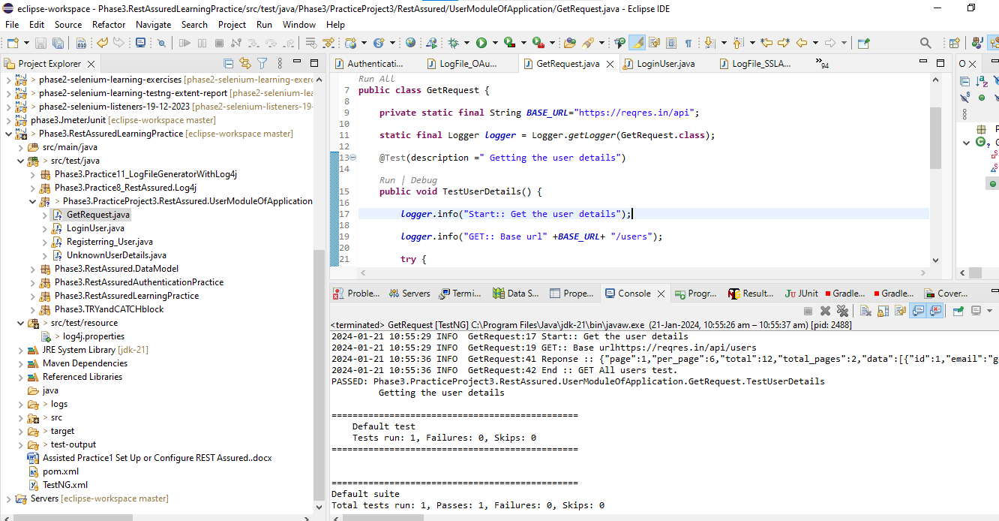 eclipse-workspace - Phase3.RestAssuredLearningPractice/src/test/java/Phase3/PracticeProject3/RestAssured/UserModuleOfApplication/GetRequest.java - Eclipse IDE
File Edit Source Refactor Navigate Search Project Run Window Help
Project Explorer
phase2-selenium-learning-exercises [phase2-selenium-learning-exerc
phase2-selenium-learning-testng-extent-report [phase2-selenium-lea
phase2-selenium-listeners-19-12-2023 [phase2-selenium-listeners-19-
phase3.JmeterJunit [eclipse-workspace master]
> Phase3.RestAssuredLearningPractice [eclipse-workspace master]
src/main/java
> src/test/java
Phase3.Practice11_LogFileGeneratorWithLog4j
Phase3.Practice8_RestAssured.Log4j
> Phase3.PracticeProject3.RestAssured.UserModuleOfApplication
GetRequest.java
LoginUser.java
Registerring_User.java
UnknownUserDetails.java
Phase3.RestAssured.DataModel
Phase3.RestAssuredAuthenticationPractice
Phase3.RestAssuredLearningPractice
Phase3.TRYandCATCHblock
> src/test/resource
> log4j.properties
JRE System Library [jdk-21]
Maven Dependencies
Referenced Libraries
java
> logs
> src
> target
> test-output
Assisted Practice1 Set Up or Configure REST Assured..docx
pom.xml
TestNG.xml
Servers [eclipse-workspace master]
Authenticati... LogFile_OAu... GetRequest.java LoginUser.java LogFile_SSLA... »94
Run All
7 public class GetRequest {
8
9 private static final String BASE_URL="https://reqres.in/api";
10
11 static final Logger logger = Logger.getLogger(GetRequest.class);
12
13 @Test(description =" Getting the user details")
14
Run | Debug
15 public void TestUserDetails() {
16
17 logger.info("Start:: Get the user details");
18
19 logger.info("GET:: Base url" +BASE_URL+ "/users");
20
21 try {
Proble... Servers Termi... Data S... Prope... Console Progr... Result... JUnit Gradle... Gradle... Cover...
<terminated> GetRequest [TestNG] C:\Program Files\Java\jdk-21\bin\javaw.exe (21-Jan-2024, 10:55:26 am – 10:55:37 am) [pid: 2488]
2024-01-21 10:55:29 INFO GetRequest:17 Start:: Get the user details
2024-01-21 10:55:29 INFO GetRequest:19 GET:: Base urlhttps://reqres.in/api/users
2024-01-21 10:55:36 INFO GetRequest:41 Reponse :: {"page":1,"per_page":6,"total":12,"total_pages":2,"data":[{"id":1,"email":"g
2024-01-21 10:55:36 INFO GetRequest:42 End :: GET All users test.
PASSED: Phase3.PracticeProject3.RestAssured.UserModuleOfApplication.GetRequest.TestUserDetails
Getting the user details
===============================================
Default test
Tests run: 1, Failures: 0, Skips: 0
===============================================
===============================================
Default suite
Total tests run: 1, Passes: 1, Failures: 0, Skips: 0